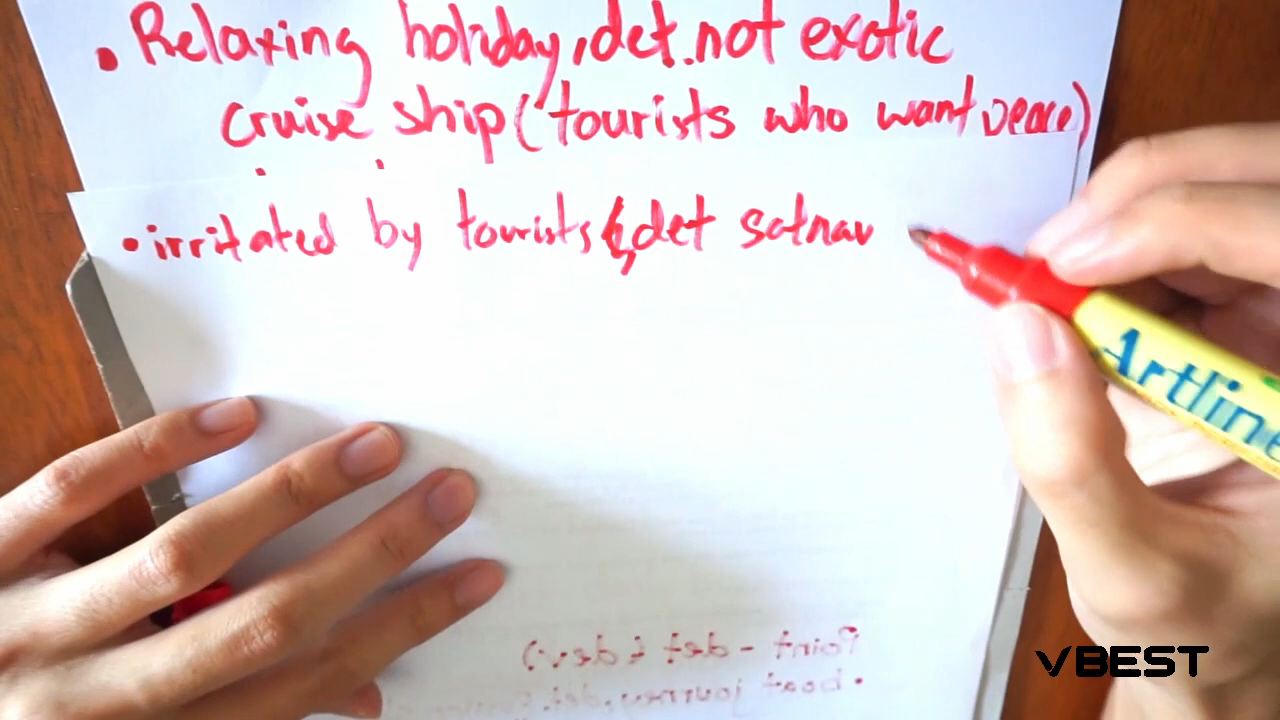 • Relaxing holiday, det. not exotic
cruise ship (tourists who want peace)
• irritated by tourists, det satnav
Artline
VBEST